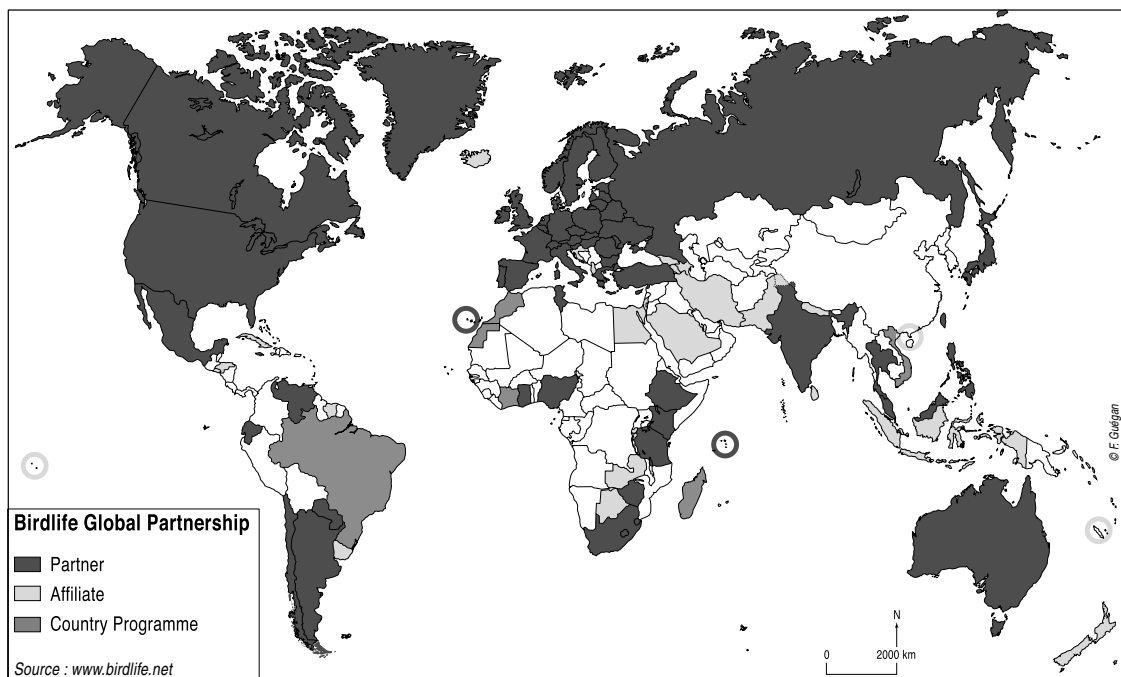 Birdlife Global Partnership
Partner
Affiliate
Country Programme
Source : www.birdlife.net
N
0 2000 km
© F. Guégan